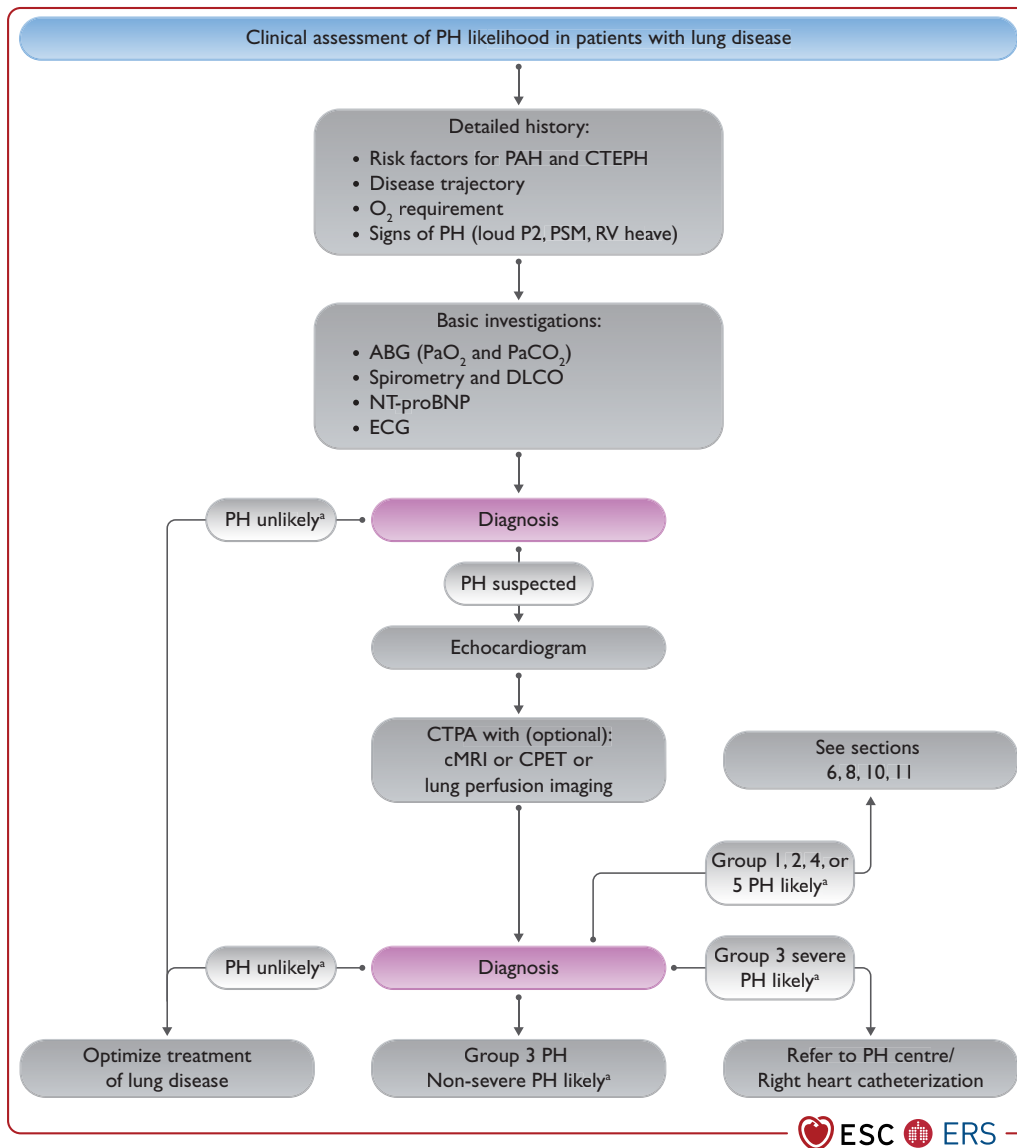 Clinical assessment of PH likelihood in patients with lung disease
Detailed history:
• Risk factors for PAH and CTEPH
• Disease trajectory
• O₂ requirement
• Signs of PH (loud P2, PSM, RV heave)
Basic investigations:
• ABG (PaO₂ and PaCO₂)
• Spirometry and DLCO
• NT-proBNP
• ECG
PH unlikelyᵃ
Diagnosis
PH suspected
Echocardiogram
CTPA with (optional):
cMRI or CPET or
lung perfusion imaging
See sections
6, 8, 10, 11
Group 1, 2, 4, or
5 PH likelyᵃ
PH unlikelyᵃ
Diagnosis
Group 3 severe
PH likelyᵃ
Optimize treatment
of lung disease
Group 3 PH
Non-severe PH likelyᵃ
Refer to PH centre/
Right heart catheterization
ESC ERS